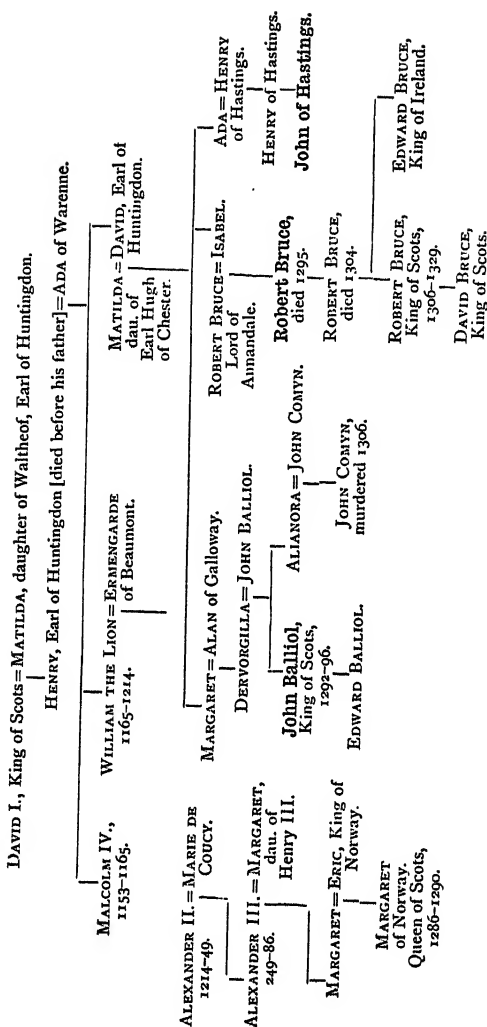 DAVID I., King of Scots=MATILDA, daughter of Waltheof, Earl of Huntingdon.
HENRY, Earl of Huntingdon [died before his father]=ADA of Warenne.
MALCOLM IV.,
1153–1165.
WILLIAM THE LION=ERMENGARDE
1165–1214. of Beaumont.
MATILDA=DAVID, Earl of
dau. of Huntingdon.
Earl Hugh
of Chester.
ALEXANDER II.=MARIE DE
1214–49. COUCY.
ALEXANDER III.=MARGARET,
249–86. dau. of
Henry III.
MARGARET=ERIC, King of
Norway.
MARGARET
of Norway.
Queen of Scots,
1286–1290.
MARGARET=ALAN of Galloway.
DERVORGILLA=JOHN BALLIOL.
John Balliol,
King of Scots,
1292–96.
EDWARD BALLIOL.
ALIANORA=JOHN COMYN,
JOHN COMYN,
murdered 1306.
ROBERT BRUCE=ISABEL.
Lord of
Annandale.
Robert Bruce,
died 1295.
ROBERT BRUCE,
died 1304.
ROBERT BRUCE,
King of Scots,
1306–1329.
DAVID BRUCE,
King of Scots.
EDWARD BRUCE,
King of Ireland.
ADA=HENRY
of Hastings.
HENRY of Hastings.
John of Hastings.